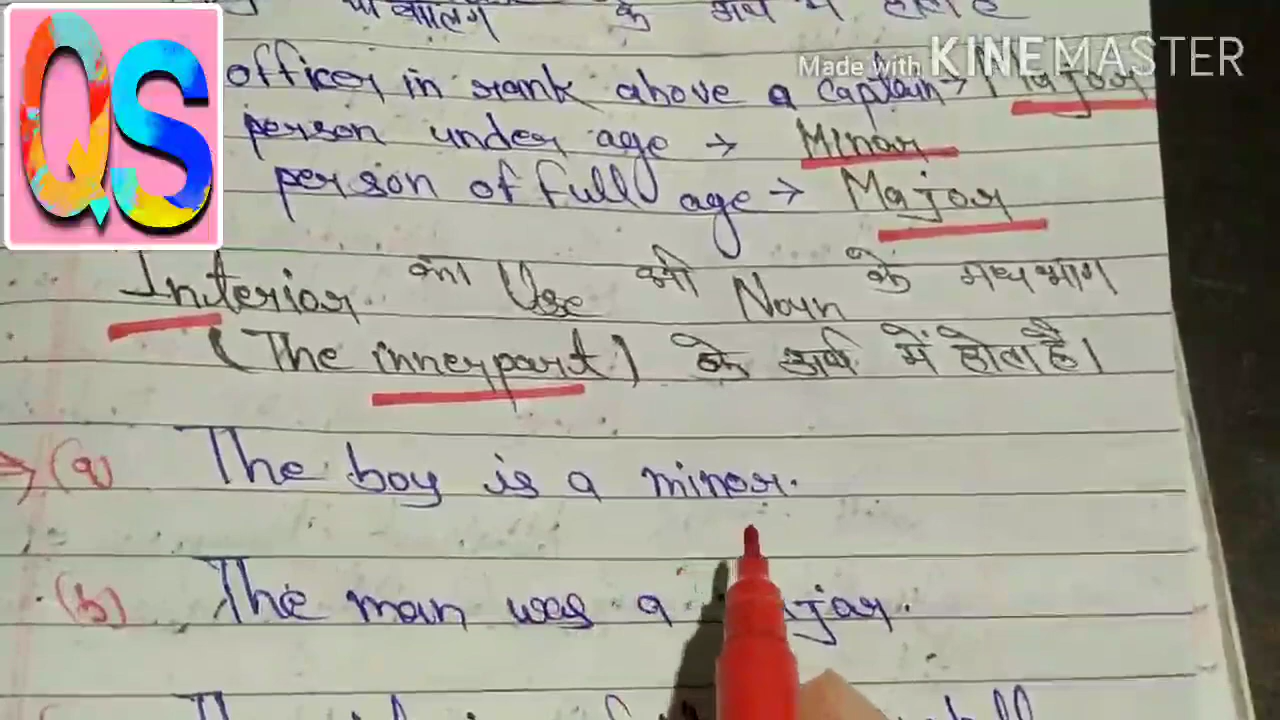 के अर्थ में होता है
QS
Made with KINEMASTER
officer in rank above a captain → Major
person under age → Minor
person of full age → Major
Interior का Use भी Noun के मध्य भाग
(The innerpart) के अर्थ में होता है।
⇒ (a) The boy is a minor.
(b) The man was a major.